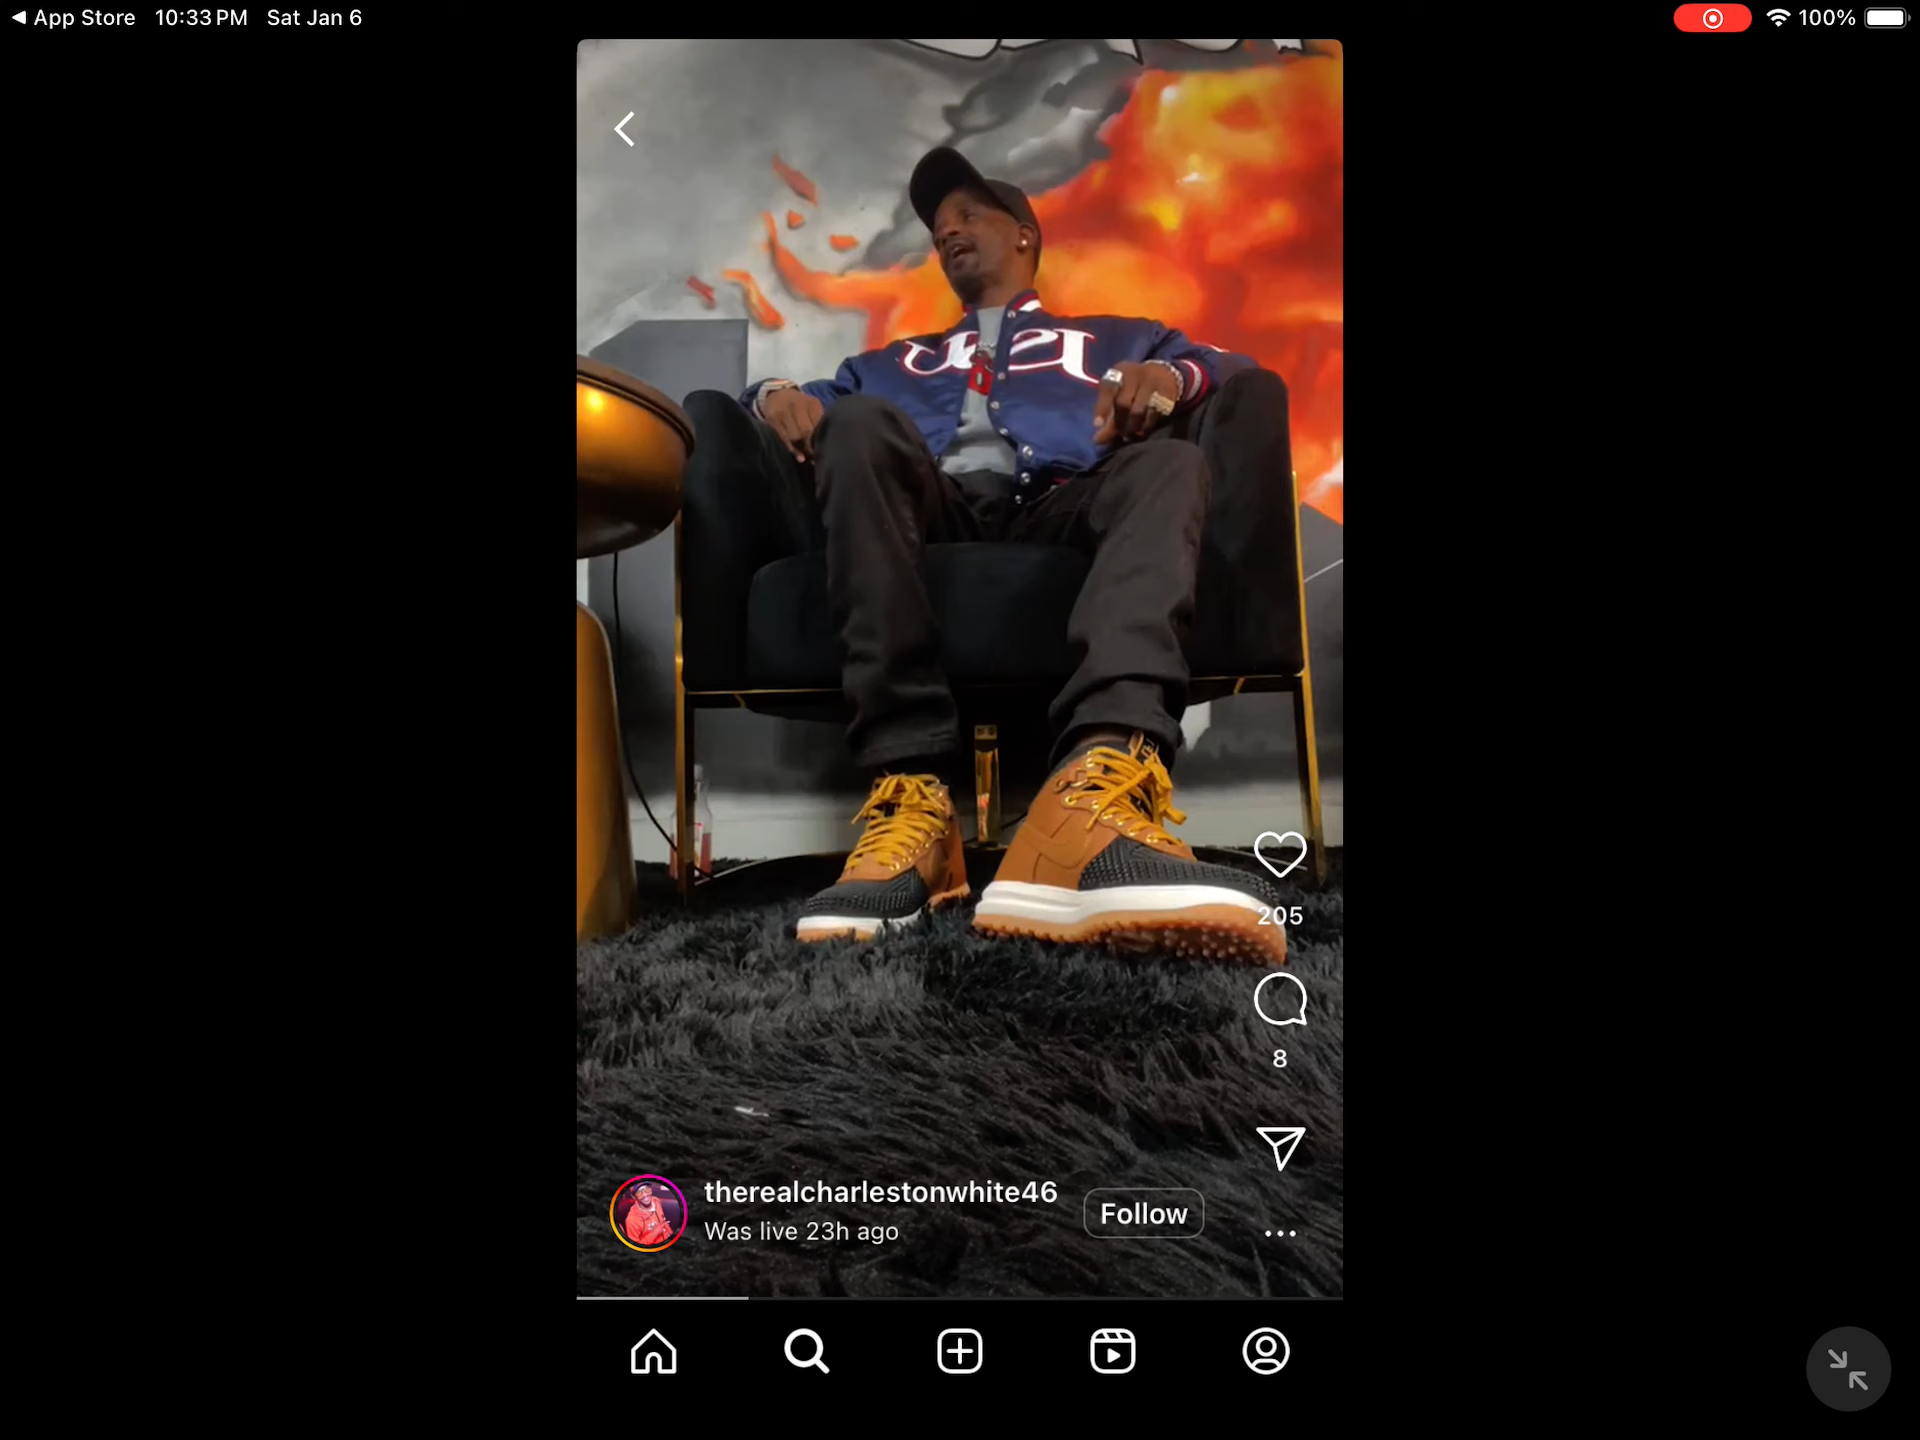 App Store 10:33 PM Sat Jan 6 100%
205
8
therealcharlestonwhite46
Was live 23h ago
Follow